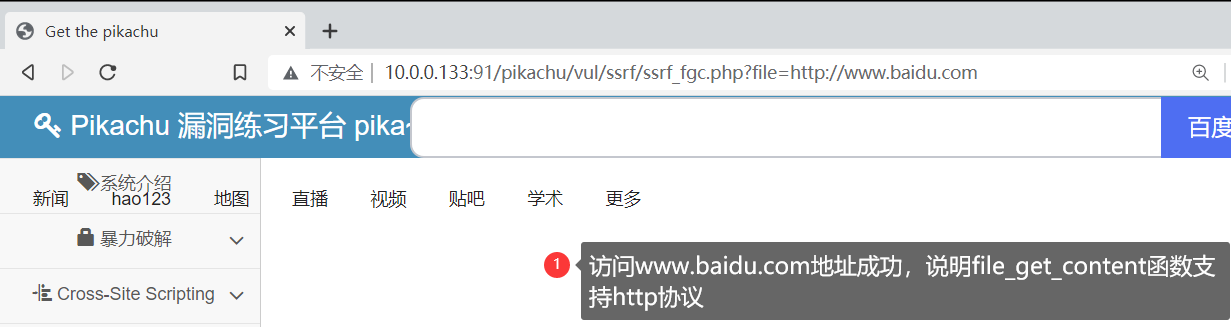 Get the pikachu
不安全 | 10.0.0.133:91/pikachu/vul/ssrf/ssrf_fgc.php?file=http://www.baidu.com
Pikachu 漏洞练习平台 pika~
百度
系统介绍
新闻 hao123 地图 直播 视频 贴吧 学术 更多
暴力破解
1 访问www.baidu.com地址成功，说明file_get_content函数支
持http协议
Cross-Site Scripting